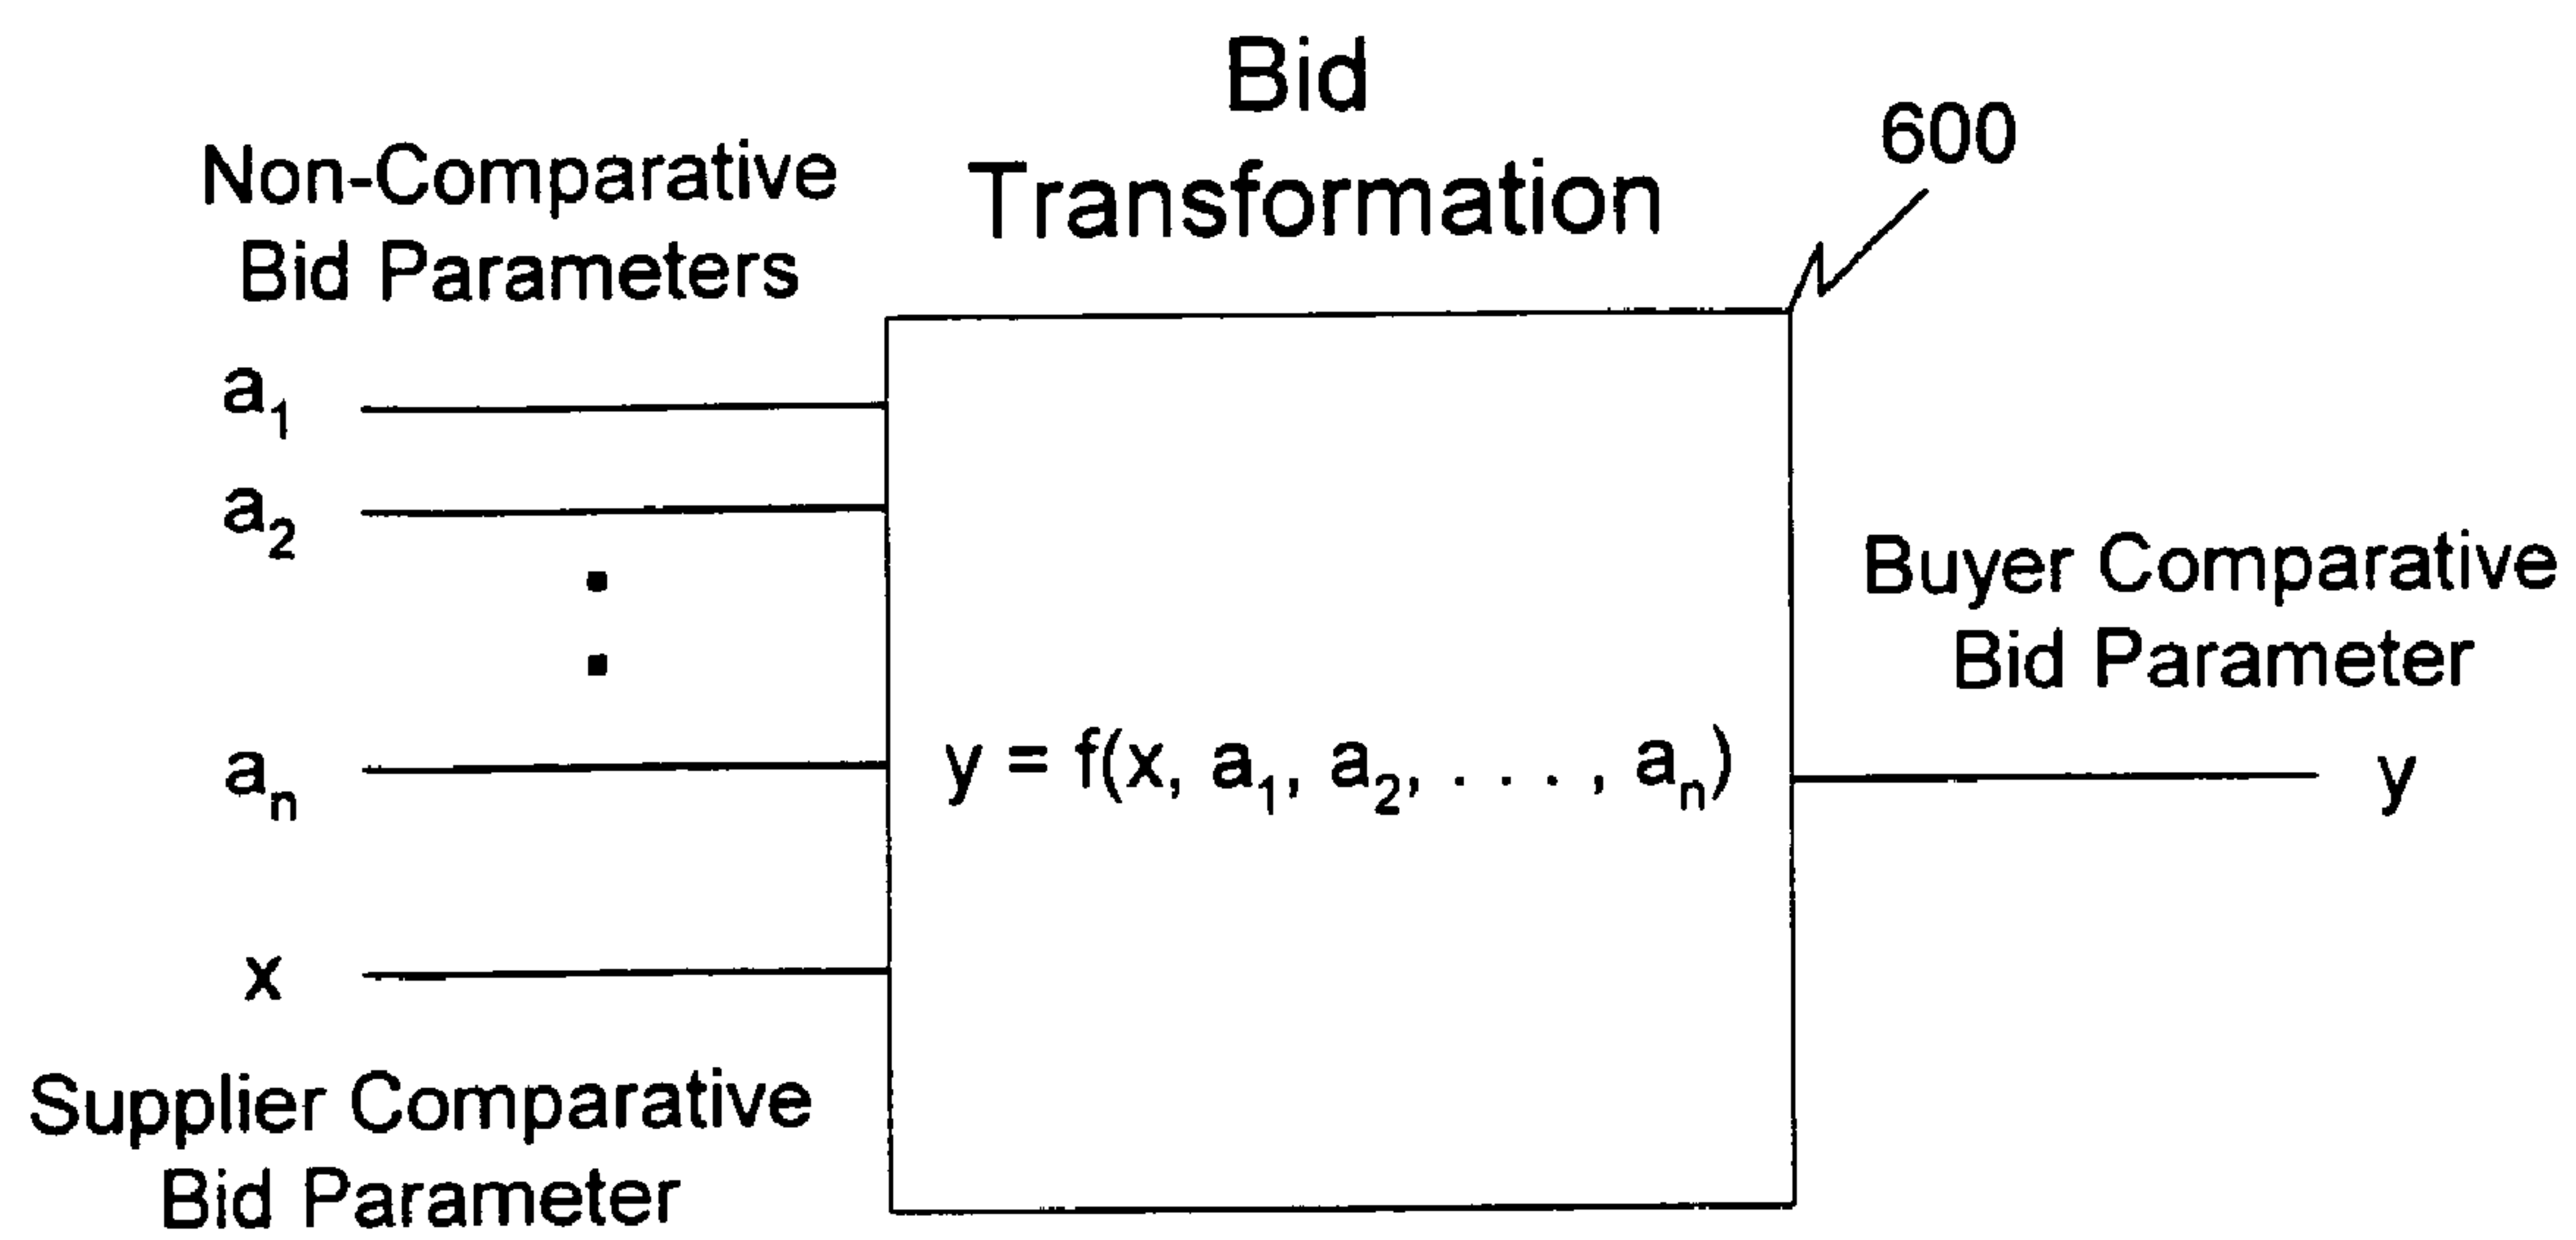 Bid
Transformation
600
Non-Comparative
Bid Parameters
a₁
a₂
aₙ
x
Supplier Comparative
Bid Parameter
y = f(x, a₁, a₂, . . . , aₙ)
Buyer Comparative
Bid Parameter
y